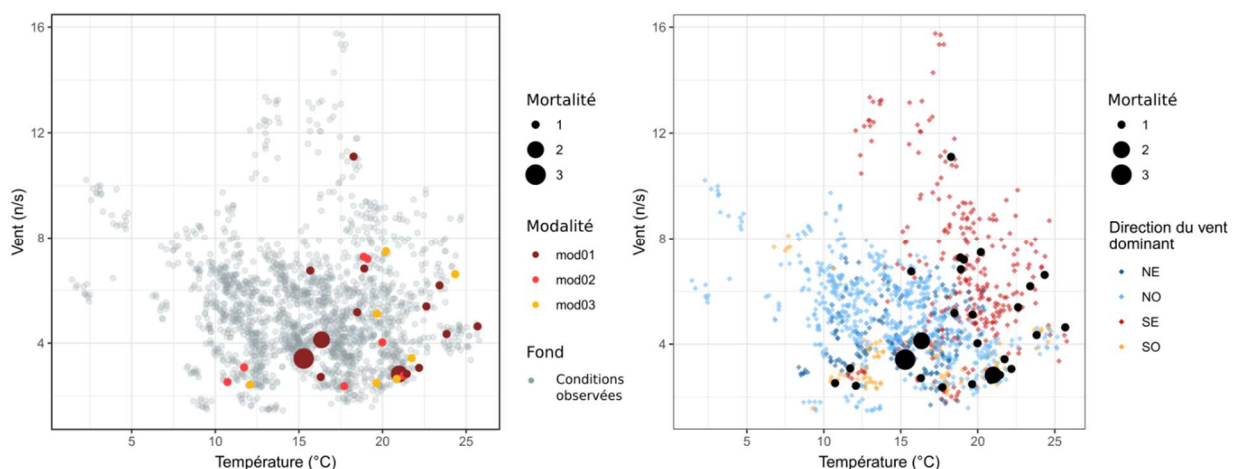 16
12
8
4
Vent (n/s)
5
10
15
20
25
Température (°C)
Mortalité
1
2
3
Modalité
mod01
mod02
mod03
Fond
Conditions
observées
16
12
8
4
Vent (n/s)
5
10
15
20
25
Température (°C)
Mortalité
1
2
3
Direction du vent
dominant
NE
NO
SE
SO